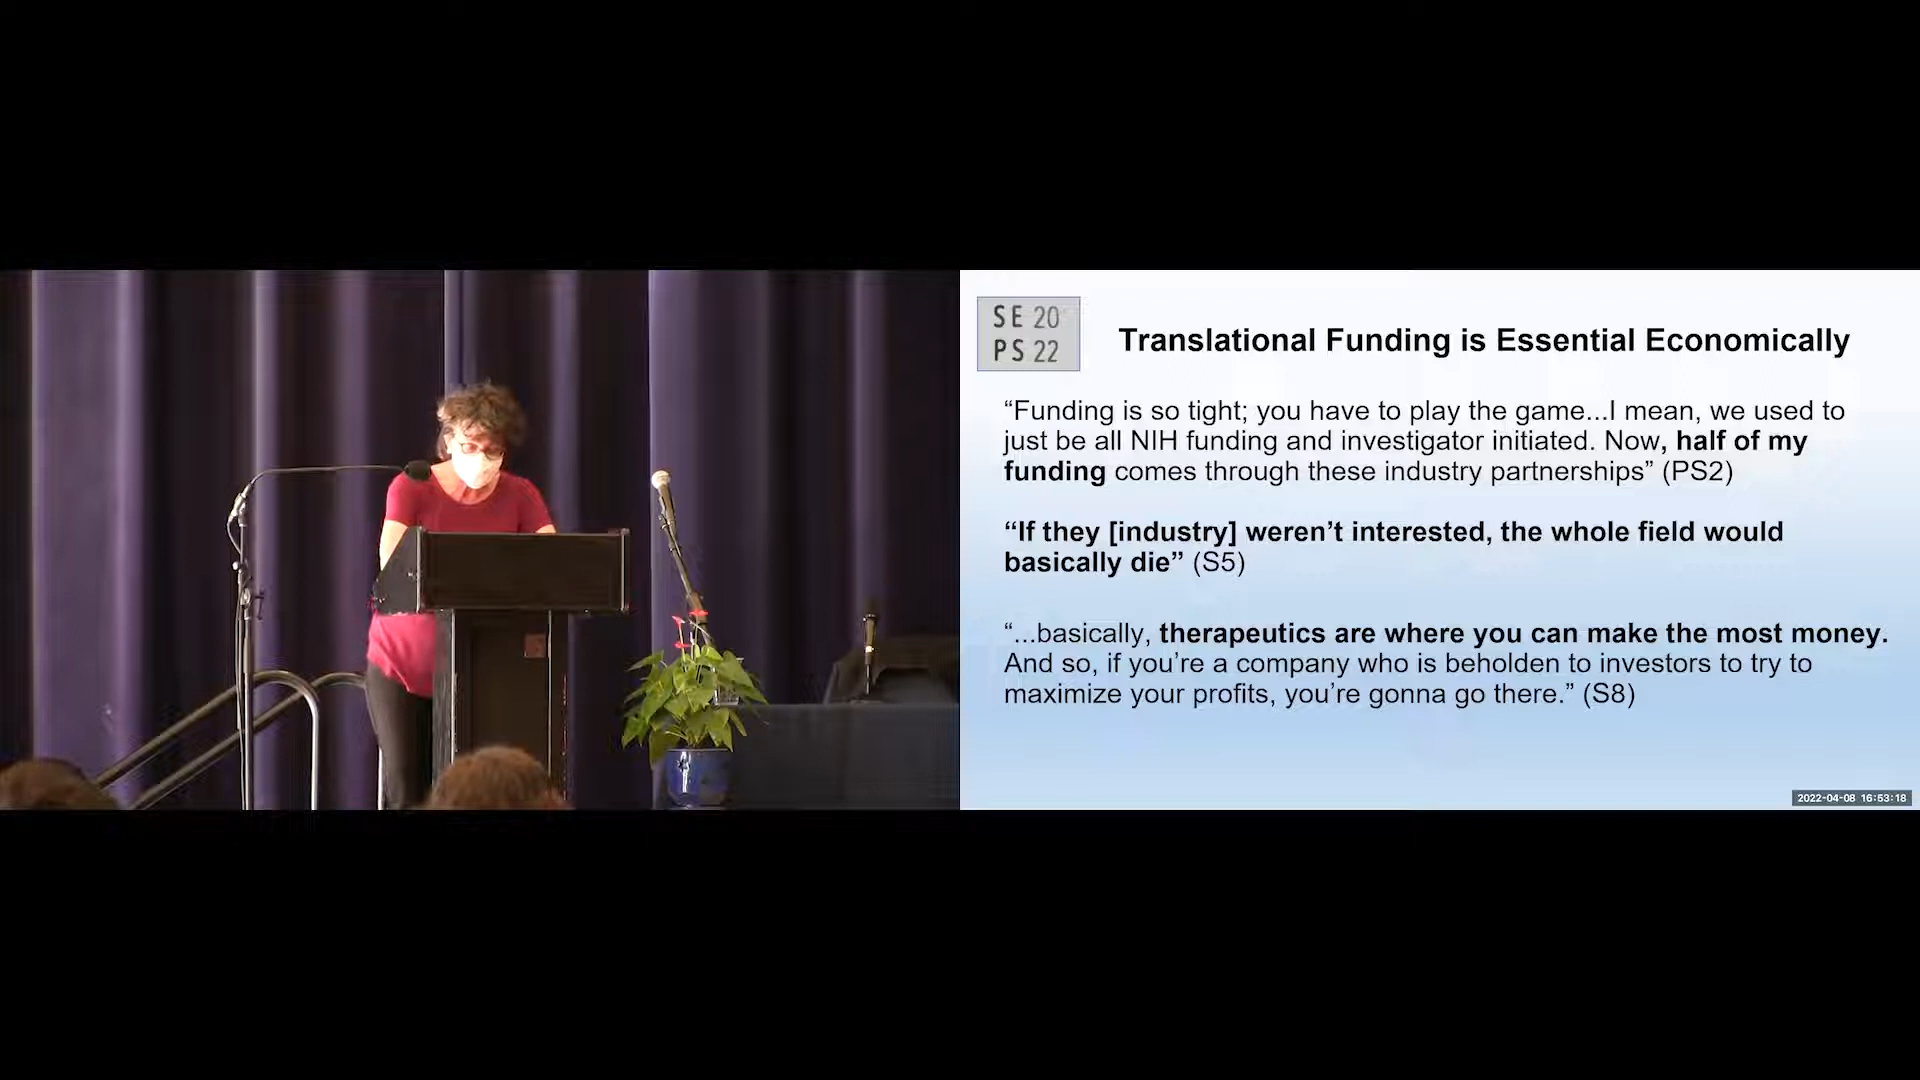 SE 20
PS 22
Translational Funding is Essential Economically
“Funding is so tight; you have to play the game...I mean, we used to
just be all NIH funding and investigator initiated. Now, half of my
funding comes through these industry partnerships” (PS2)
“If they [industry] weren’t interested, the whole field would
basically die” (S5)
“...basically, therapeutics are where you can make the most money.
And so, if you’re a company who is beholden to investors to try to
maximize your profits, you’re gonna go there.” (S8)
2022-04-08 16:53:18